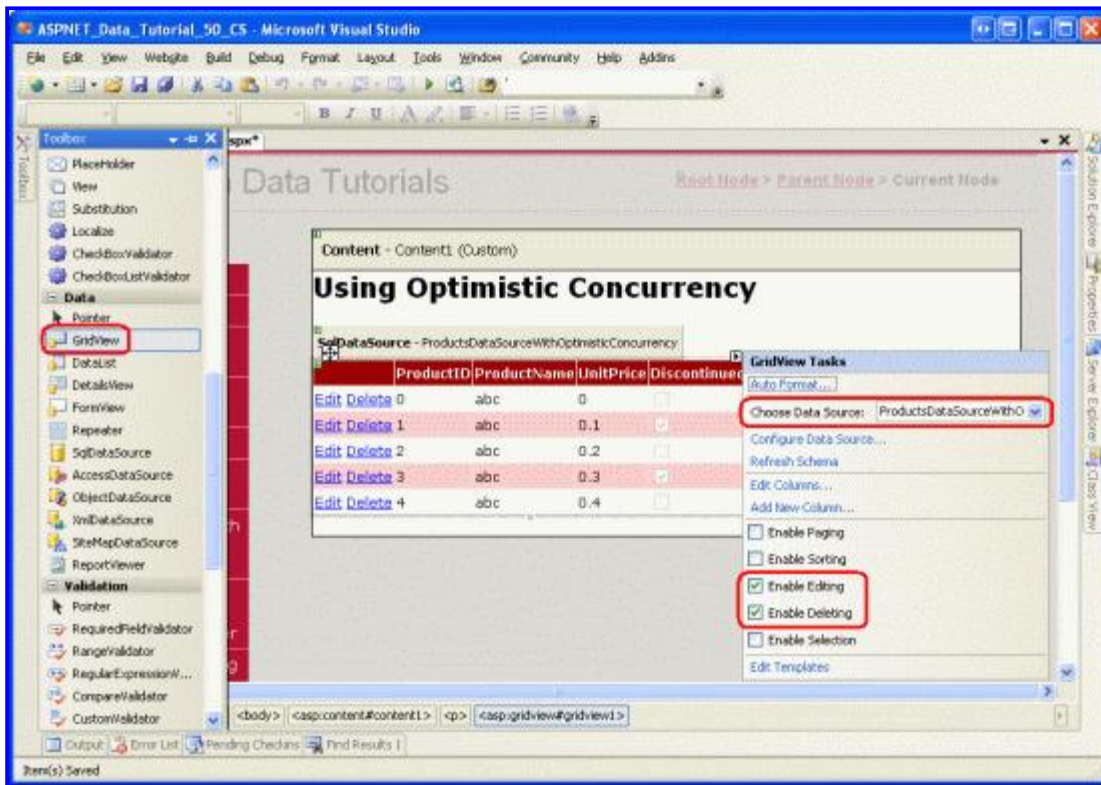 ASPNET_Data_Tutorial_50_CS - Microsoft Visual Studio
File Edit View Website Build Debug Format Layout Tools Window Community Help Addins
B I U A
Toolbox
spx*
Toolbox
PlaceHolder
View
Substitution
Localize
CheckBoxValidator
CheckBoxListValidator
Data
Pointer
GridView
DataList
DetailsView
FormView
Repeater
SqlDataSource
AccessDataSource
ObjectDataSource
XmlDataSource
SiteMapDataSource
ReportViewer
Validation
Pointer
RequiredFieldValidator
RangeValidator
RegularExpressionV...
CompareValidator
CustomValidator
Data Tutorials
Root Node > Parent Node > Current Node
Content - Content1 (Custom)
Using Optimistic Concurrency
SqlDataSource - ProductsDataSourceWithOptimisticConcurrency
ProductID ProductName UnitPrice Discontinued
Edit Delete 0 abc 0
Edit Delete 1 abc 0.1
Edit Delete 2 abc 0.2
Edit Delete 3 abc 0.3
Edit Delete 4 abc 0.4
GridView Tasks
Auto Format...
Choose Data Source: ProductsDataSourceWithO
Configure Data Source...
Refresh Schema
Edit Columns...
Add New Column...
Enable Paging
Enable Sorting
Enable Editing
Enable Deleting
Enable Selection
Edit Templates
Solution Explorer
Properties
Server Explorer
Class View
<body> <asp:content#content1> <p> <asp:gridview#gridview1>
Output Error List Pending Checkins Find Results 1
Item(s) Saved